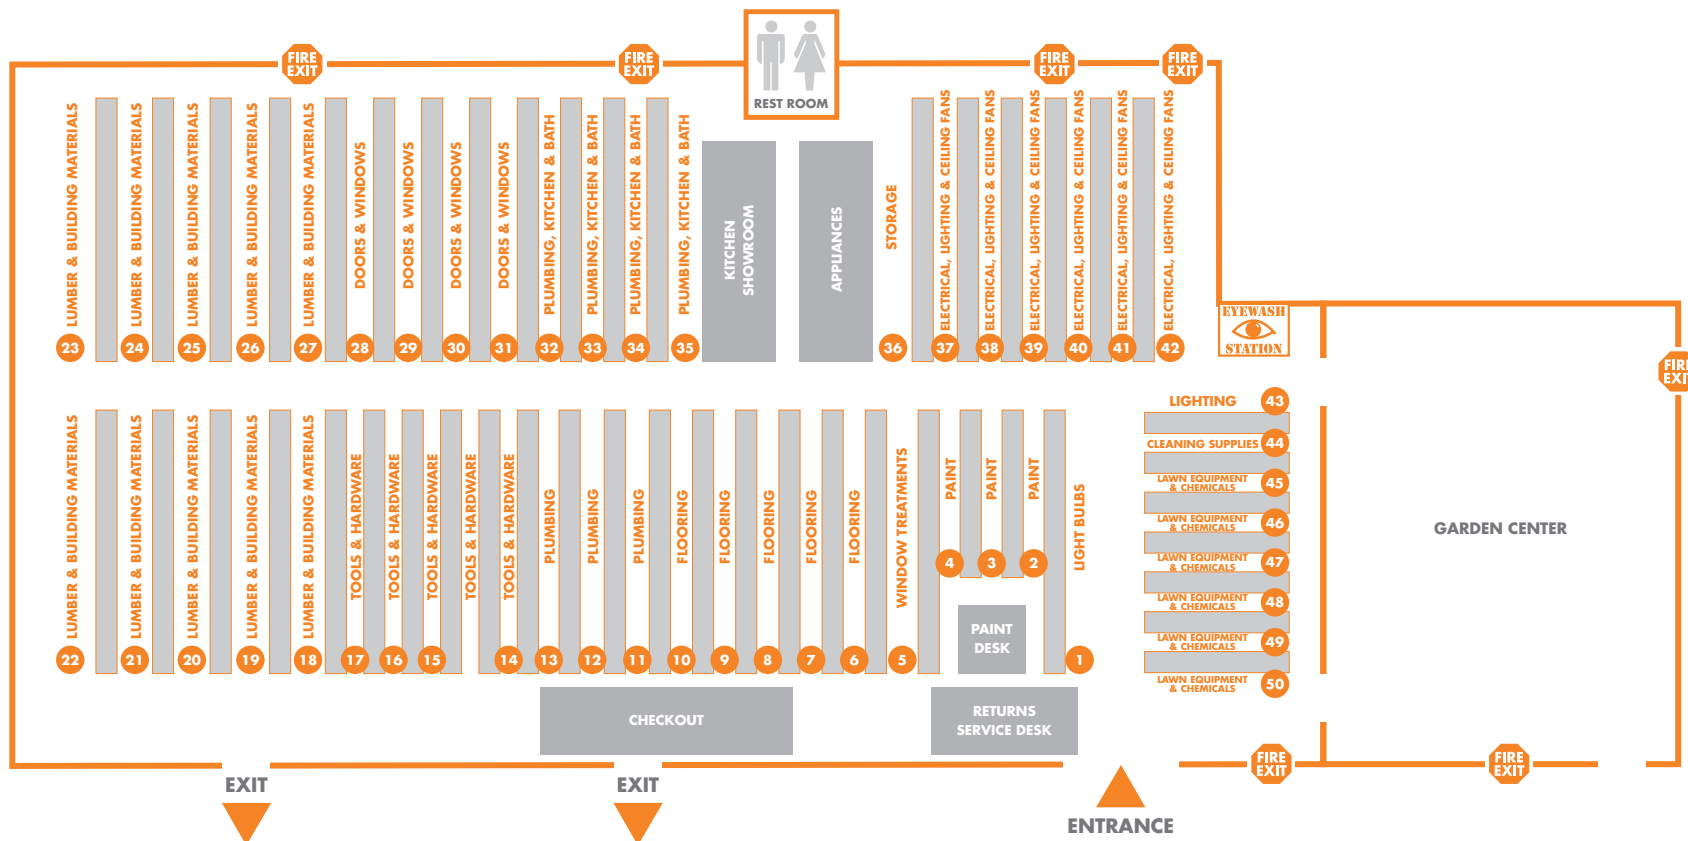 FIRE
EXIT
FIRE
EXIT
REST ROOM
FIRE
EXIT
FIRE
EXIT
LUMBER & BUILDING MATERIALS
LUMBER & BUILDING MATERIALS
LUMBER & BUILDING MATERIALS
LUMBER & BUILDING MATERIALS
LUMBER & BUILDING MATERIALS
DOORS & WINDOWS
DOORS & WINDOWS
DOORS & WINDOWS
DOORS & WINDOWS
PLUMBING, KITCHEN & BATH
PLUMBING, KITCHEN & BATH
PLUMBING, KITCHEN & BATH
PLUMBING, KITCHEN & BATH
KITCHEN
SHOWROOM
APPLIANCES
STORAGE
ELECTRICAL, LIGHTING & CEILING FANS
ELECTRICAL, LIGHTING & CEILING FANS
ELECTRICAL, LIGHTING & CEILING FANS
ELECTRICAL, LIGHTING & CEILING FANS
ELECTRICAL, LIGHTING & CEILING FANS
ELECTRICAL, LIGHTING & CEILING FANS
23
24
25
26
27
28
29
30
31
32
33
34
35
36
37
38
39
40
41
42
EYEWASH
STATION
FIRE
EXIT
LUMBER & BUILDING MATERIALS
LUMBER & BUILDING MATERIALS
LUMBER & BUILDING MATERIALS
LUMBER & BUILDING MATERIALS
LUMBER & BUILDING MATERIALS
TOOLS & HARDWARE
TOOLS & HARDWARE
TOOLS & HARDWARE
TOOLS & HARDWARE
TOOLS & HARDWARE
PLUMBING
PLUMBING
PLUMBING
FLOORING
FLOORING
FLOORING
FLOORING
FLOORING
WINDOW TREATMENTS
PAINT
PAINT
PAINT
LIGHT BULBS
4
3
2
PAINT
DESK
22
21
20
19
18
17
16
15
14
13
12
11
10
9
8
7
6
5
1
LIGHTING 43
CLEANING SUPPLIES 44
LAWN EQUIPMENT
& CHEMICALS
45
LAWN EQUIPMENT
& CHEMICALS
46
LAWN EQUIPMENT
& CHEMICALS
47
LAWN EQUIPMENT
& CHEMICALS
48
LAWN EQUIPMENT
& CHEMICALS
49
LAWN EQUIPMENT
& CHEMICALS
50
GARDEN CENTER
CHECKOUT
RETURNS
SERVICE DESK
FIRE
EXIT
FIRE
EXIT
EXIT
EXIT
ENTRANCE